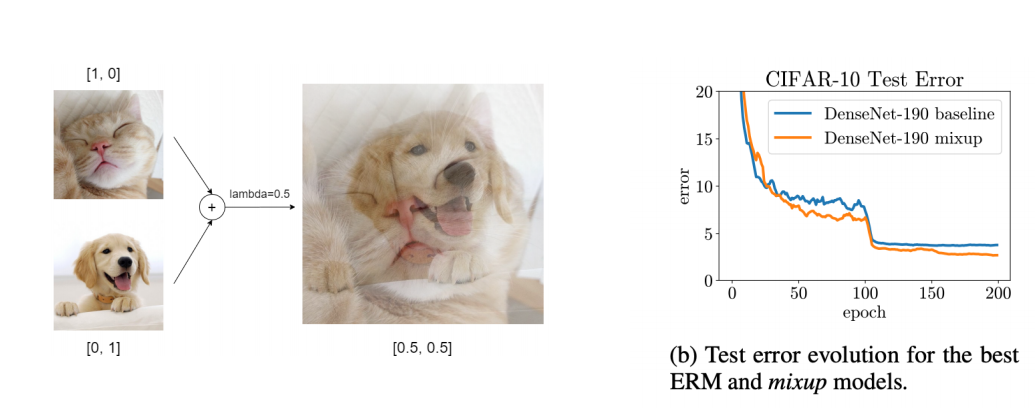 [1, 0]
lambda=0.5
+
[0, 1]
[0.5, 0.5]
CIFAR-10 Test Error
DenseNet-190 baseline
DenseNet-190 mixup
error
20
15
10
5
0
0 50 100 150 200
epoch
(b) Test error evolution for the best
ERM and mixup models.